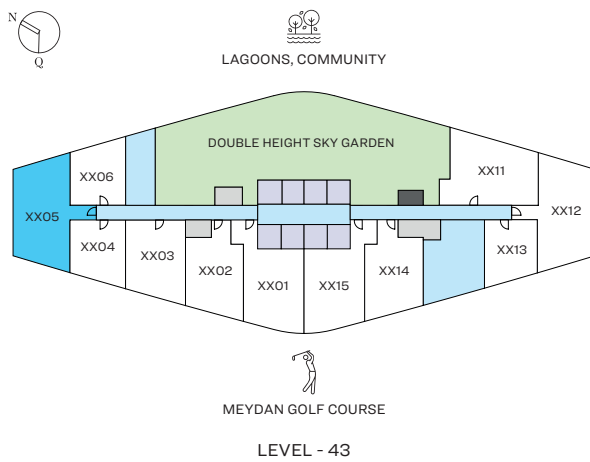 N
Q
LAGOONS, COMMUNITY
DOUBLE HEIGHT SKY GARDEN
XX06
XX11
XX05
XX12
XX04
XX03
XX02
XX01
XX15
XX14
XX13
MEYDAN GOLF COURSE
LEVEL - 43